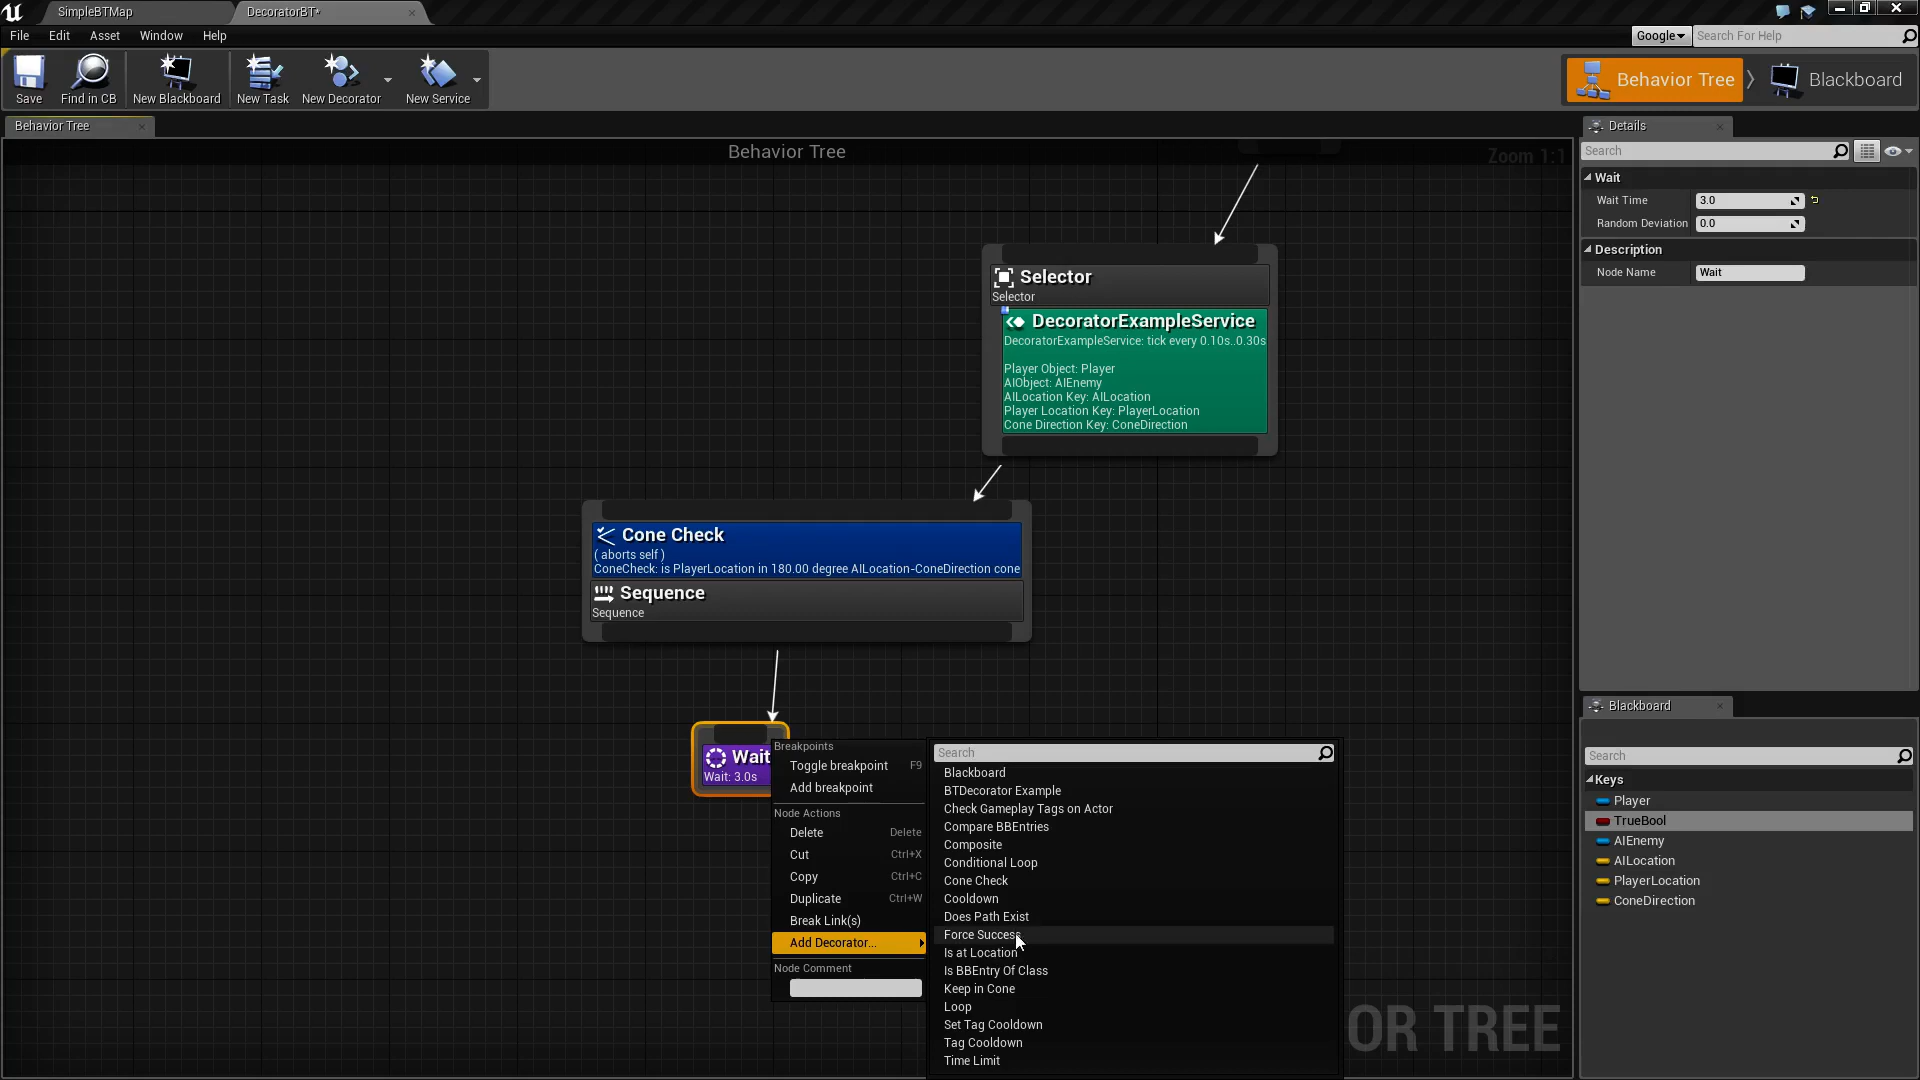 SimpleBTMap
DecoratorBT*
File Edit Asset Window Help
Google
Search For Help
Save
Find in CB
New Blackboard
New Task
New Decorator
New Service
Behavior Tree
Blackboard
Behavior Tree
Behavior Tree
Zoom 1:1
Selector
Selector
DecoratorExampleService
DecoratorExampleService: tick every 0.10s..0.30s
Player Object: Player
AIObject: AIEnemy
AILocation Key: AILocation
Player Location Key: PlayerLocation
Cone Direction Key: ConeDirection
Cone Check
( aborts self )
ConeCheck: is PlayerLocation in 180.00 degree AILocation-ConeDirection cone
Sequence
Sequence
Wait
Wait: 3.0s
Breakpoints
Toggle breakpoint F9
Add breakpoint
Node Actions
Delete Delete
Cut Ctrl+X
Copy Ctrl+C
Duplicate Ctrl+W
Break Link(s)
Add Decorator...
Node Comment
Search
Blackboard
BTDecorator Example
Check Gameplay Tags on Actor
Compare BBEntries
Composite
Conditional Loop
Cone Check
Cooldown
Does Path Exist
Force Success
Is at Location
Is BBEntry Of Class
Keep in Cone
Loop
Set Tag Cooldown
Tag Cooldown
Time Limit
OR TREE
Details
Search
Wait
Wait Time 3.0
Random Deviation 0.0
Description
Node Name Wait
Blackboard
Search
Keys
Player
TrueBool
AIEnemy
AILocation
PlayerLocation
ConeDirection